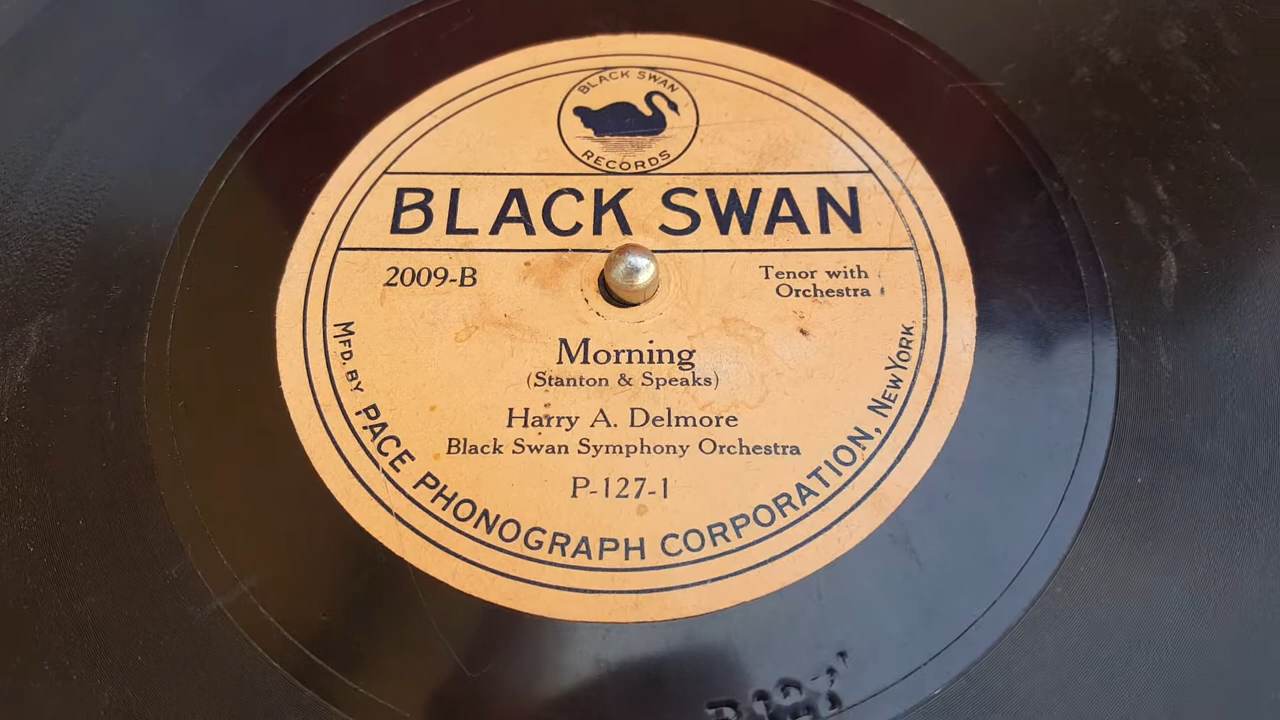 BLACK SWAN
RECORDS
BLACK SWAN
2009-B
Tenor with
Orchestra
Morning
(Stanton & Speaks)
Harry A. Delmore
Black Swan Symphony Orchestra
P-127-1
MFD. BY PACE PHONOGRAPH CORPORATION, NEW YORK.